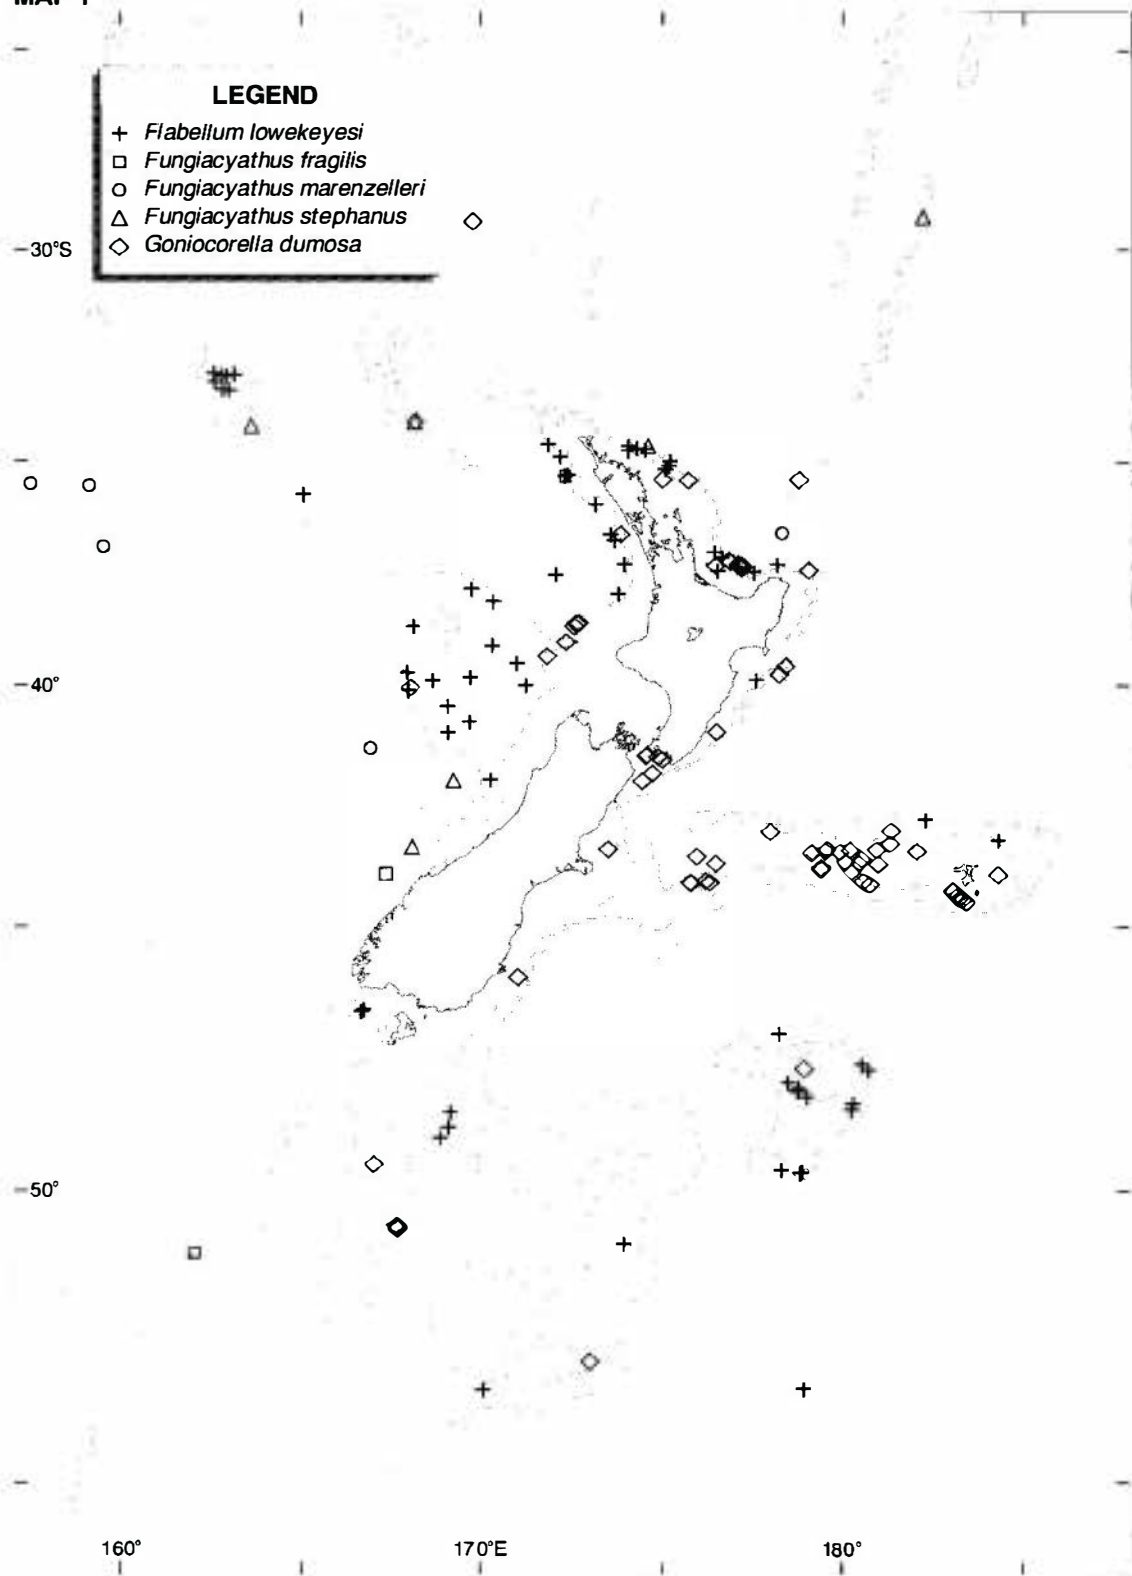 LEGEND
+ Flabellum lowekeyesi
□ Fungiacyathus fragilis
○ Fungiacyathus marenzelleri
△ Fungiacyathus stephanus
◇ Goniocorella dumosa
30°S
40°
50°
160° 170°E 180°